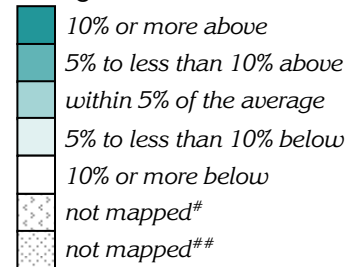 10% or more above
5% to less than 10% above
within 5% of the average
5% to less than 10% below
10% or more below
not mapped#
not mapped##